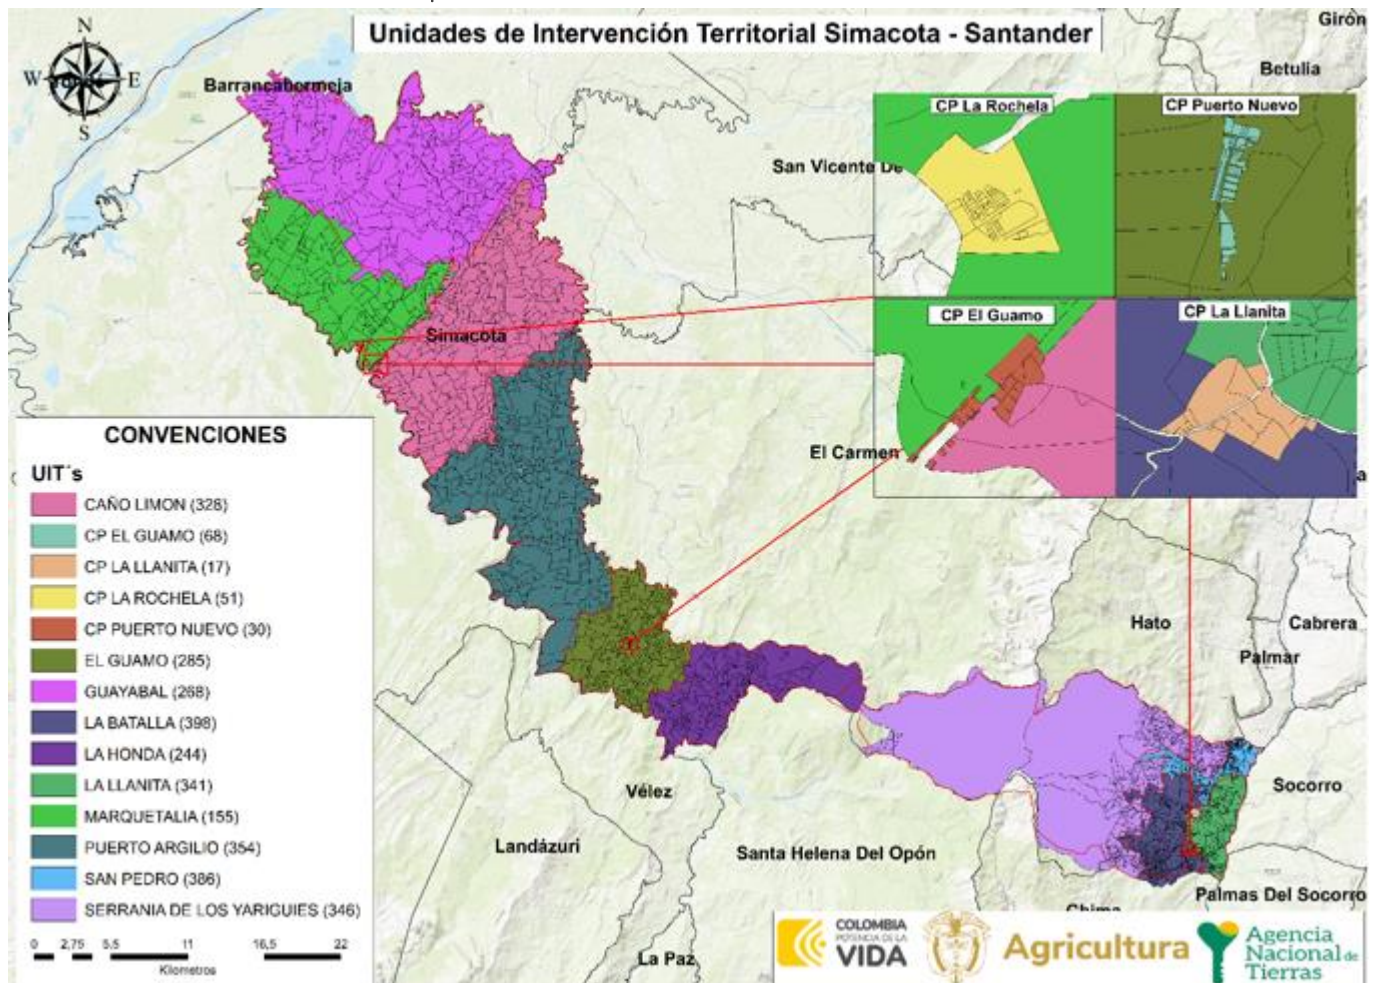 Unidades de Intervención Territorial Simacota - Santander
N
W
E
S
Girón
Betulia
Barrancabermeja
CP La Rochela
CP Puerto Nuevo
San Vicente De
CP El Guamo
CP La Llanita
Simacota
El Carmen
a
CONVENCIONES
UIT´s
CAÑO LIMON (328)
CP EL GUAMO (68)
CP LA LLANITA (17)
CP LA ROCHELA (51)
CP PUERTO NUEVO (30)
EL GUAMO (285)
GUAYABAL (268)
LA BATALLA (398)
LA HONDA (244)
LA LLANITA (341)
MARQUETALIA (155)
PUERTO ARGILIO (354)
SAN PEDRO (386)
SERRANIA DE LOS YARIGUIES (346)
0 2,75 5,5 11 16,5 22
Kilometros
Hato
Cabrera
Palmar
Socorro
Vélez
Landázuri
Santa Helena Del Opón
Palmas Del Socorro
Chima
La Paz
COLOMBIA
POTENCIA DE LA
VIDA
Agricultura
Agencia
Nacional de
Tierras